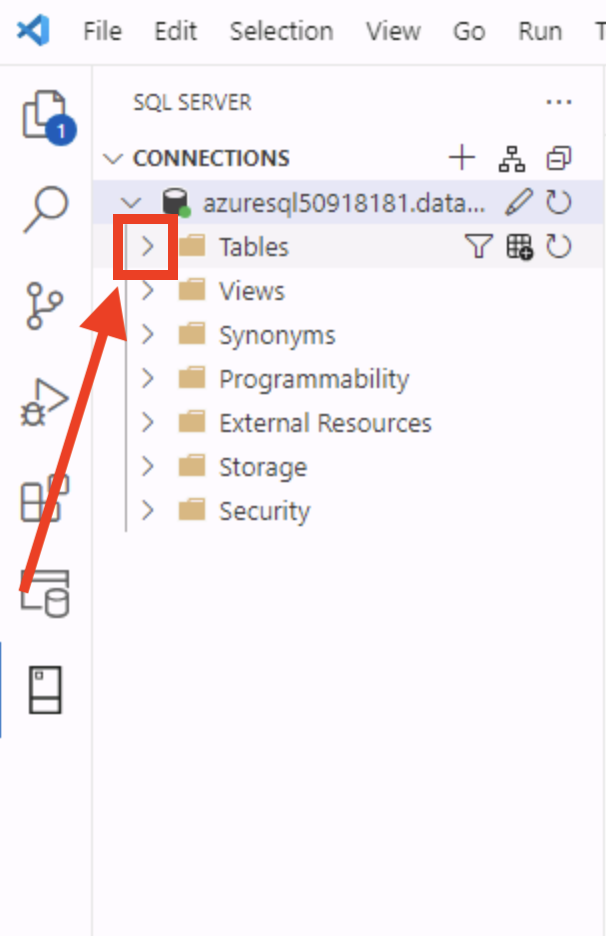 File Edit Selection View Go Run
SQL SERVER
CONNECTIONS
azuresql50918181.data...
Tables
Views
Synonyms
Programmability
External Resources
Storage
Security
1